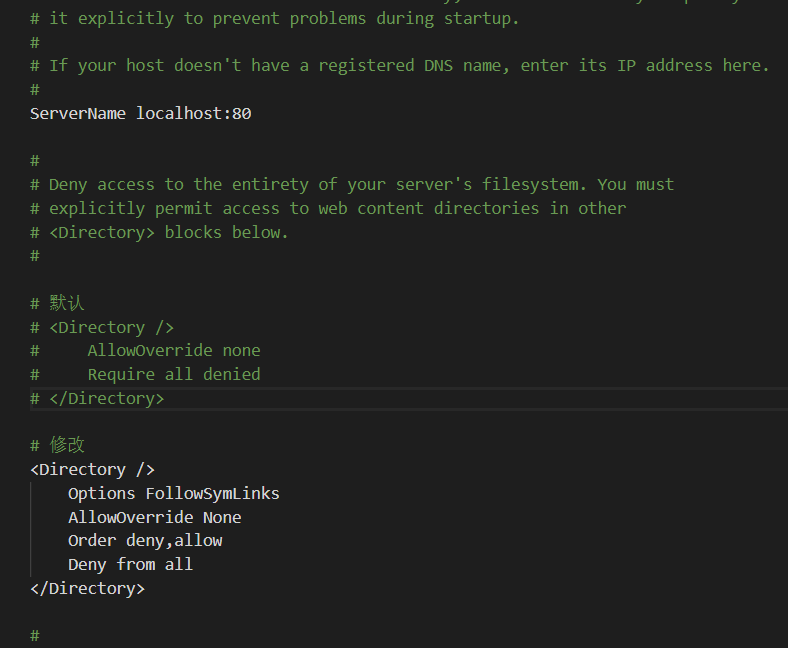 # it explicitly to prevent problems during startup.
#
# If your host doesn't have a registered DNS name, enter its IP address here.
#
ServerName localhost:80
#
# Deny access to the entirety of your server's filesystem. You must
# explicitly permit access to web content directories in other
# <Directory> blocks below.
#
# 默认
# <Directory />
#     AllowOverride none
#     Require all denied
# </Directory>
# 修改
<Directory />
    Options FollowSymLinks
    AllowOverride None
    Order deny,allow
    Deny from all
</Directory>
#